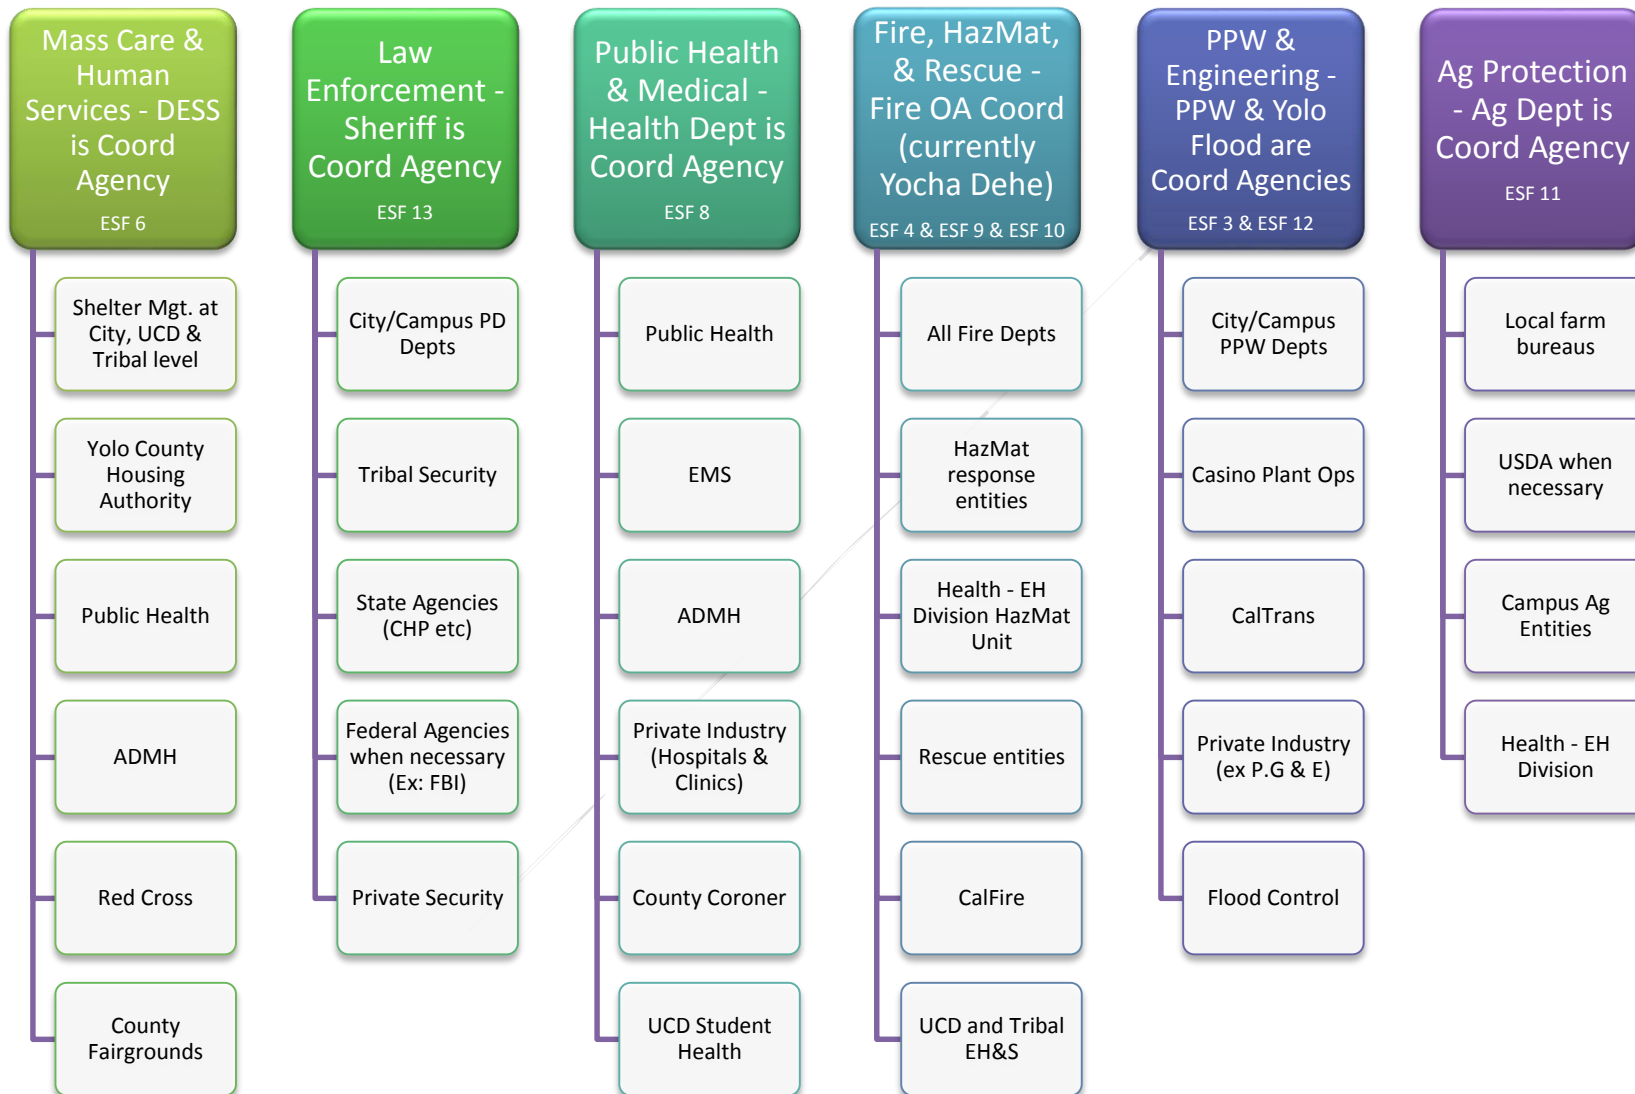 Mass Care &
Human
Services - DESS
is Coord
Agency
ESF 6
Shelter Mgt. at
City, UCD &
Tribal level
Yolo County
Housing
Authority
Public Health
ADMH
Red Cross
County
Fairgrounds
Law
Enforcement -
Sheriff is
Coord Agency
ESF 13
City/Campus PD
Depts
Tribal Security
State Agencies
(CHP etc)
Federal Agencies
when necessary
(Ex: FBI)
Private Security
Public Health
& Medical -
Health Dept is
Coord Agency
ESF 8
Public Health
EMS
ADMH
Private Industry
(Hospitals &
Clinics)
County Coroner
UCD Student
Health
Fire, HazMat,
& Rescue -
Fire OA Coord
(currently
Yocha Dehe)
ESF 4 & ESF 9 & ESF 10
All Fire Depts
HazMat
response
entities
Health - EH
Division HazMat
Unit
Rescue entities
CalFire
UCD and Tribal
EH&S
PPW &
Engineering -
PPW & Yolo
Flood are
Coord Agencies
ESF 3 & ESF 12
City/Campus
PPW Depts
Casino Plant Ops
CalTrans
Private Industry
(ex P.G & E)
Flood Control
Ag Protection
- Ag Dept is
Coord Agency
ESF 11
Local farm
bureaus
USDA when
necessary
Campus Ag
Entities
Health - EH
Division